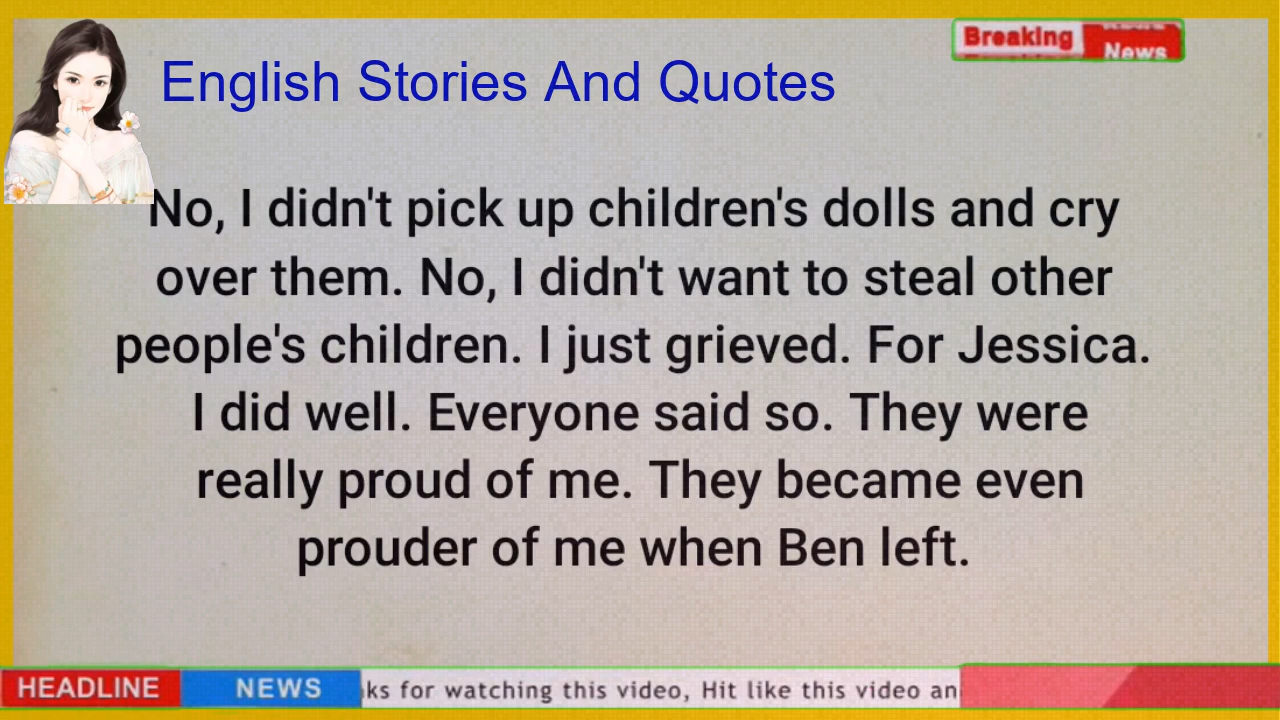 Breaking News
English Stories And Quotes
No, I didn't pick up children's dolls and cry
over them. No, I didn't want to steal other
people's children. I just grieved. For Jessica.
I did well. Everyone said so. They were
really proud of me. They became even
prouder of me when Ben left.
HEADLINE NEWS for watching this video, Hit like this video